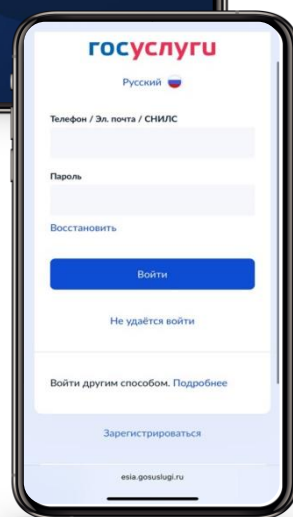 госуслуги
Русский
Телефон / Эл. почта / СНИЛС
Пароль
Восстановить
Войти
Не удаётся войти
Войти другим способом. Подробнее
Зарегистрироваться
esia.gosuslugi.ru